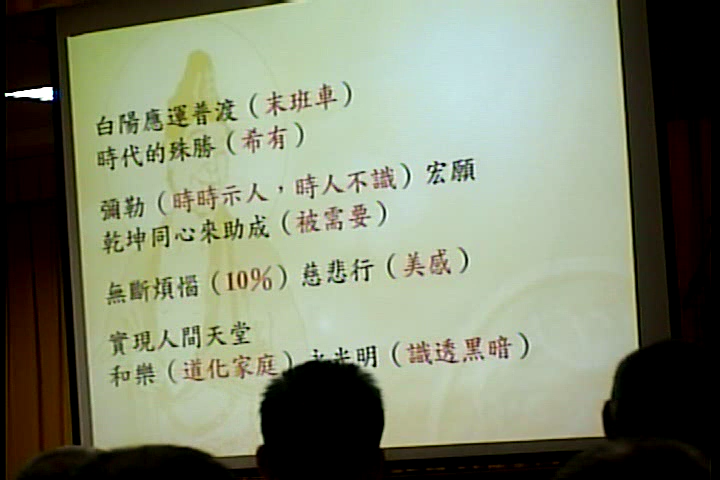 白陽應運普渡（末班車）
時代的殊勝（希有）
彌勒（時時示人，時人不識）宏願
乾坤同心來助成（被需要）
無斷煩惱（10%）慈悲行（美感）
實現人間天堂
和樂（道化家庭）永光明（識透黑暗）